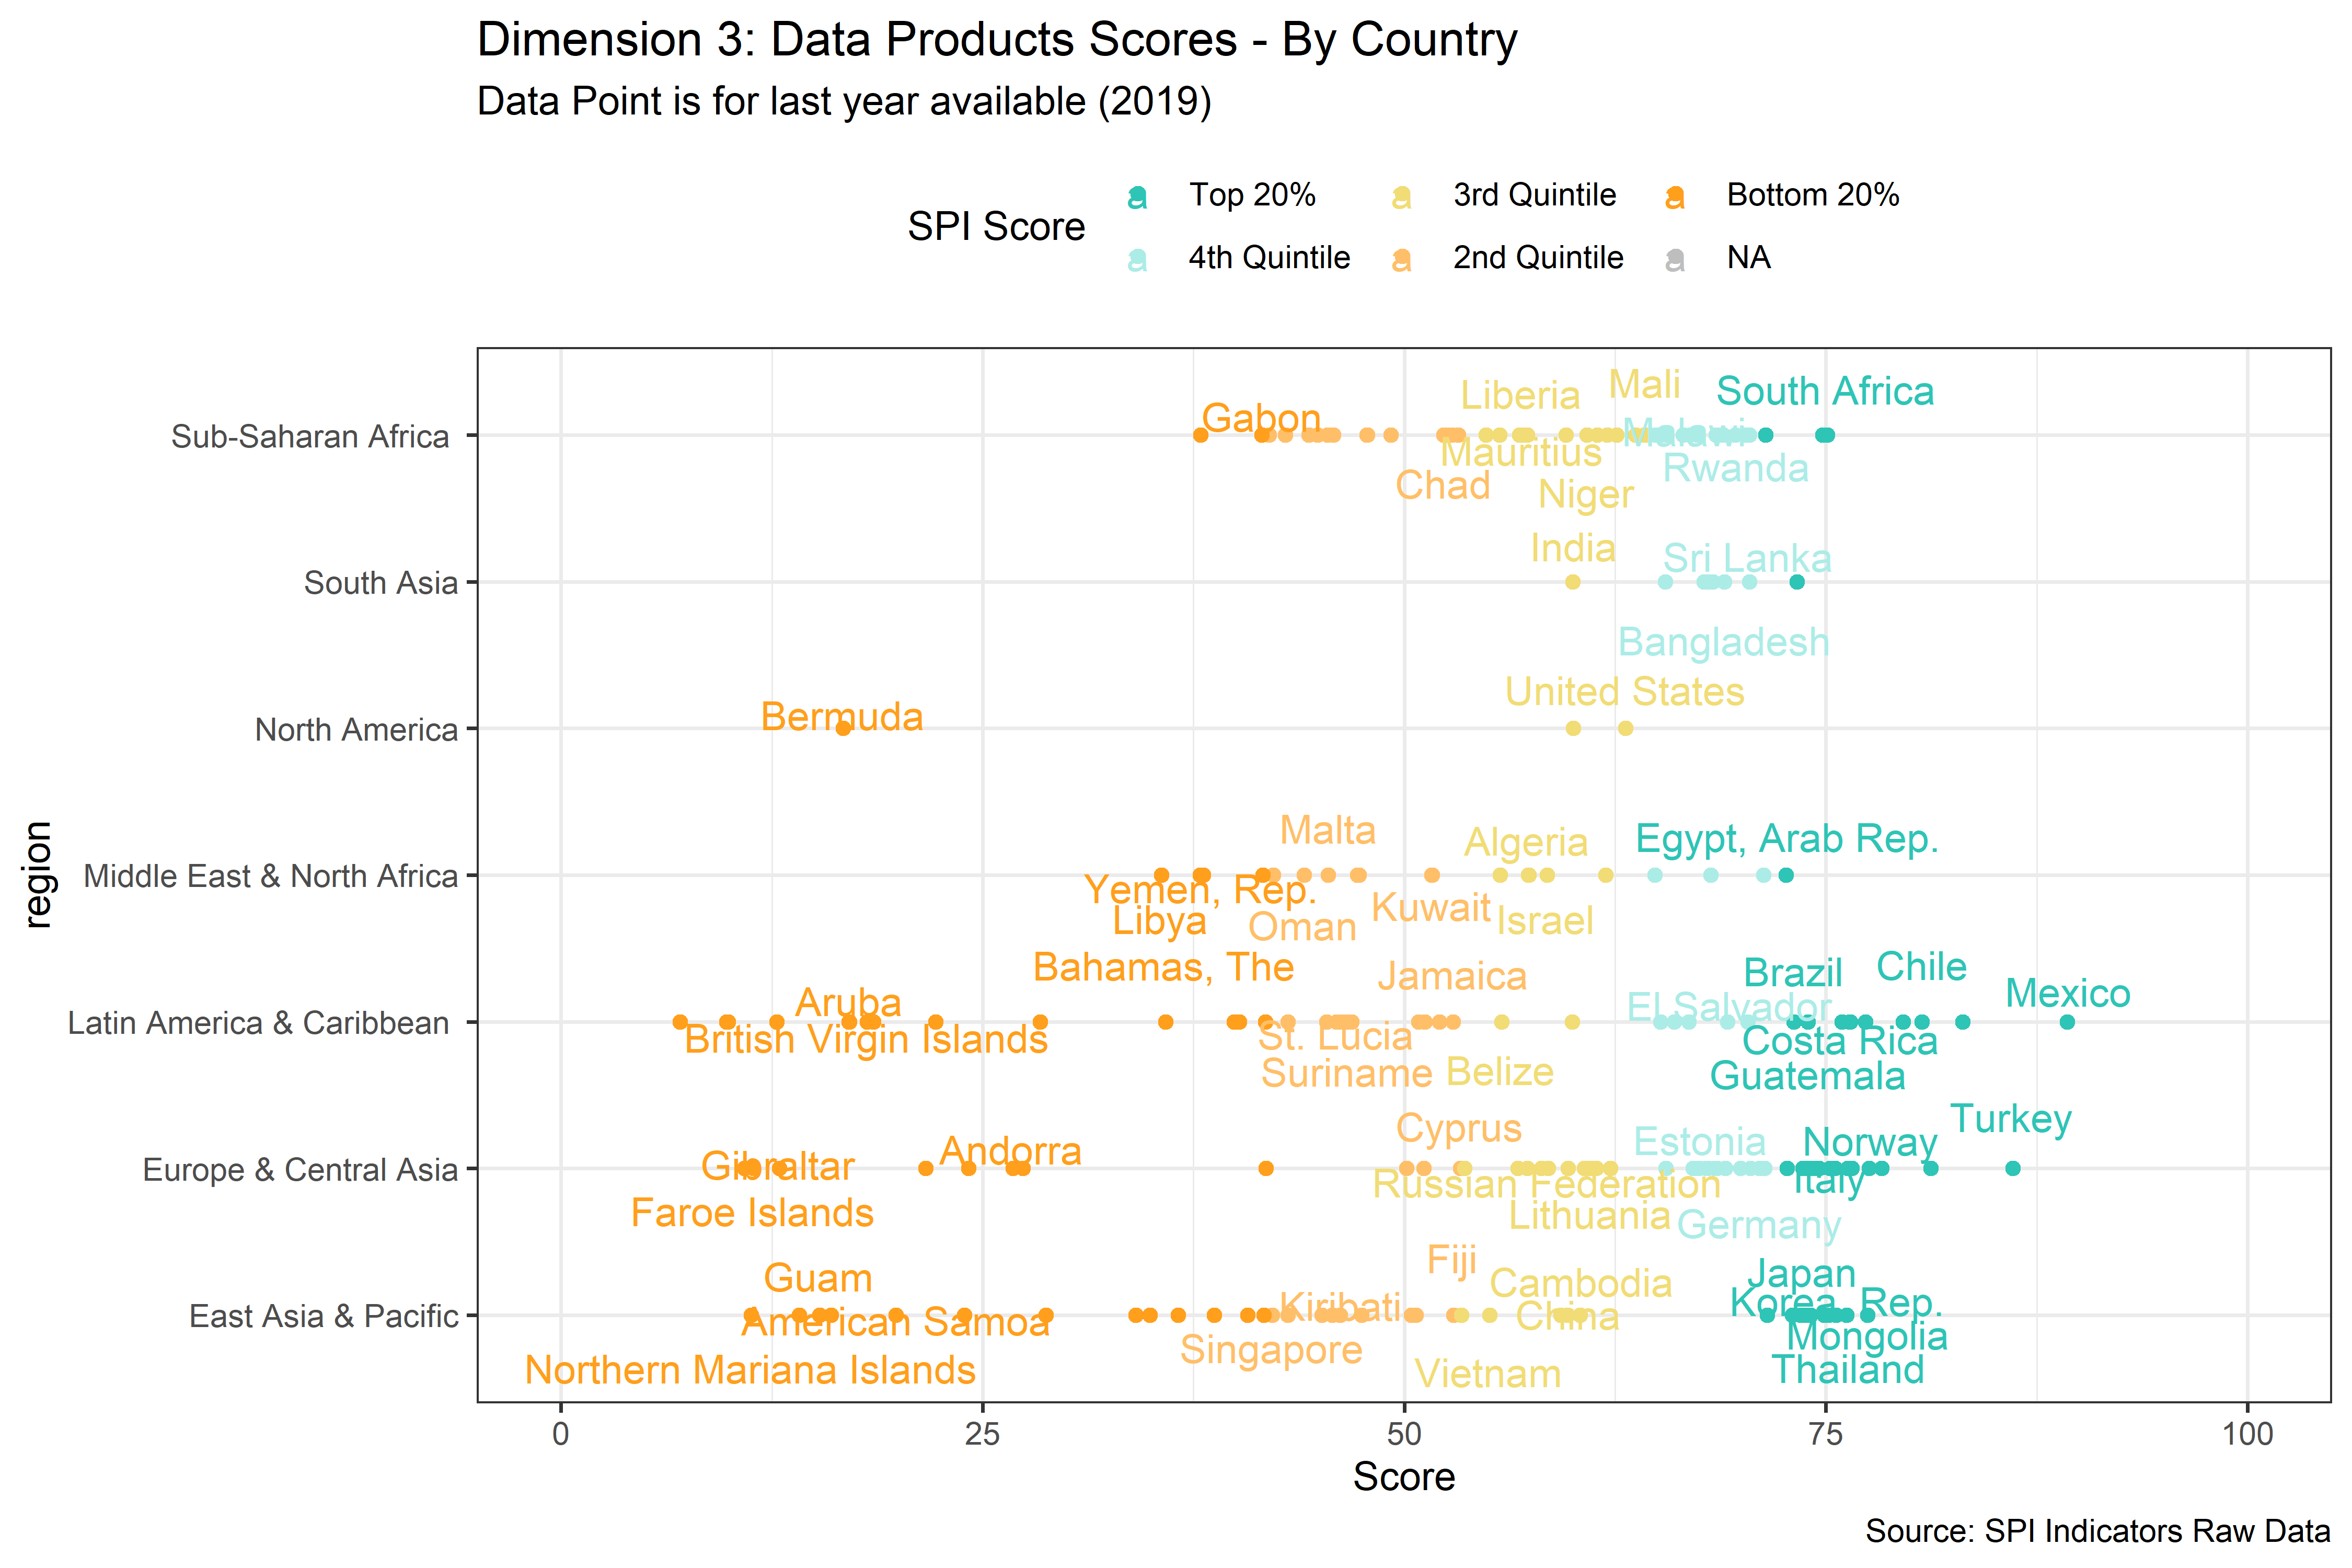 Dimension 3: Data Products Scores - By Country
Data Point is for last year available (2019)
SPI Score
a Top 20% a 3rd Quintile a Bottom 20%
a 4th Quintile a 2nd Quintile a NA
region
Sub-Saharan Africa
Mali
South Africa
Liberia
Gabon
Malawi
Mauritius
Rwanda
Chad
Niger
South Asia
India
Sri Lanka
Bangladesh
North America
United States
Bermuda
Middle East & North Africa
Malta
Algeria
Egypt, Arab Rep.
Yemen, Rep.
Libya
Oman
Kuwait
Israel
Latin America & Caribbean
Bahamas, The
Jamaica
Brazil
Chile
Mexico
Aruba
El Salvador
British Virgin Islands
St. Lucia
Costa Rica
Suriname
Belize
Guatemala
Europe & Central Asia
Turkey
Cyprus
Estonia
Norway
Andorra
Gibraltar
Russian Federation
Italy
Faroe Islands
Lithuania
Germany
East Asia & Pacific
Fiji
Guam
Cambodia
Japan
Kiribati
Korea, Rep.
American Samoa
China
Mongolia
Singapore
Northern Mariana Islands
Vietnam
Thailand
0 25 50 75 100
Score
Source: SPI Indicators Raw Data